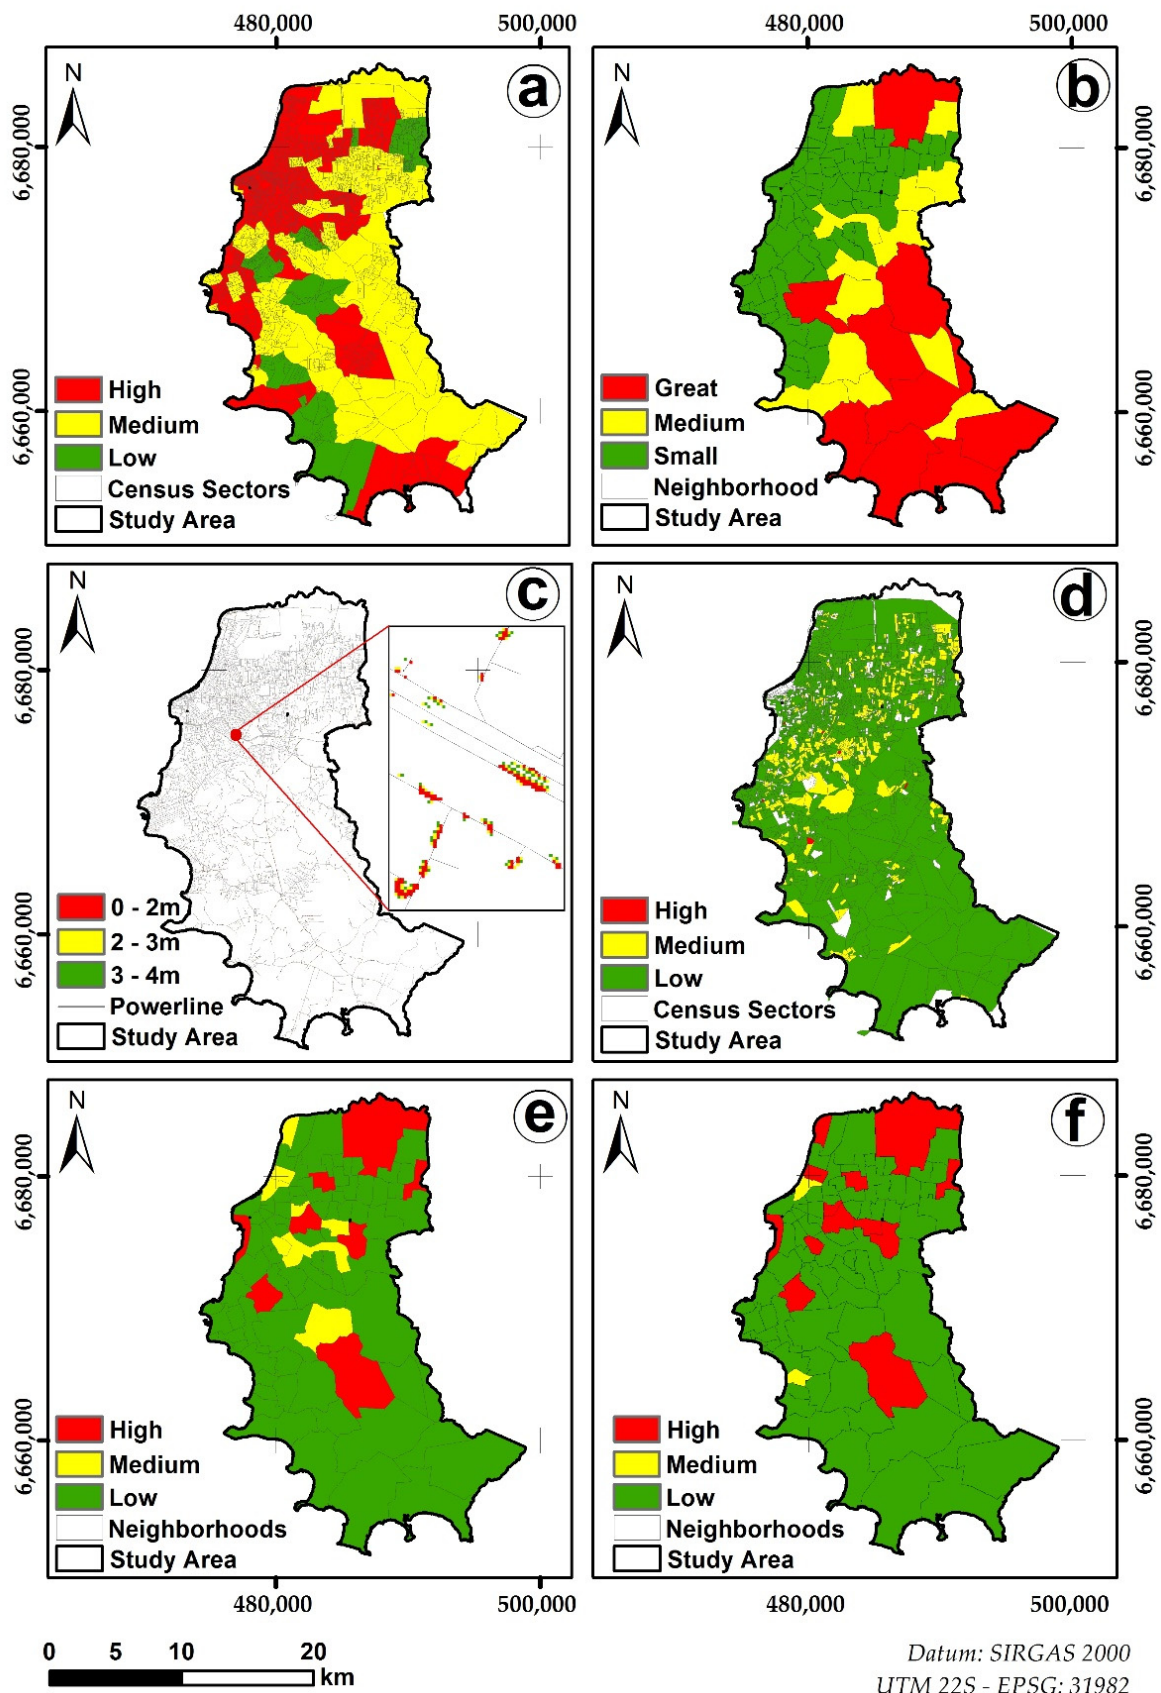 480,000
500,000
480,000
500,000
N
a
6,680,000
6,660,000
High
Medium
Low
Census Sectors
Study Area
N
b
6,680,000
6,660,000
Great
Medium
Small
Neighborhood
Study Area
N
c
6,680,000
6,660,000
0 - 2m
2 - 3m
3 - 4m
Powerline
Study Area
N
d
6,680,000
6,660,000
High
Medium
Low
Census Sectors
Study Area
N
e
6,680,000
6,660,000
High
Medium
Low
Neighborhoods
Study Area
N
f
6,680,000
6,660,000
High
Medium
Low
Neighborhoods
Study Area
480,000
500,000
480,000
500,000
0 5 10 20
km
Datum: SIRGAS 2000
UTM 22S - EPSG: 31982